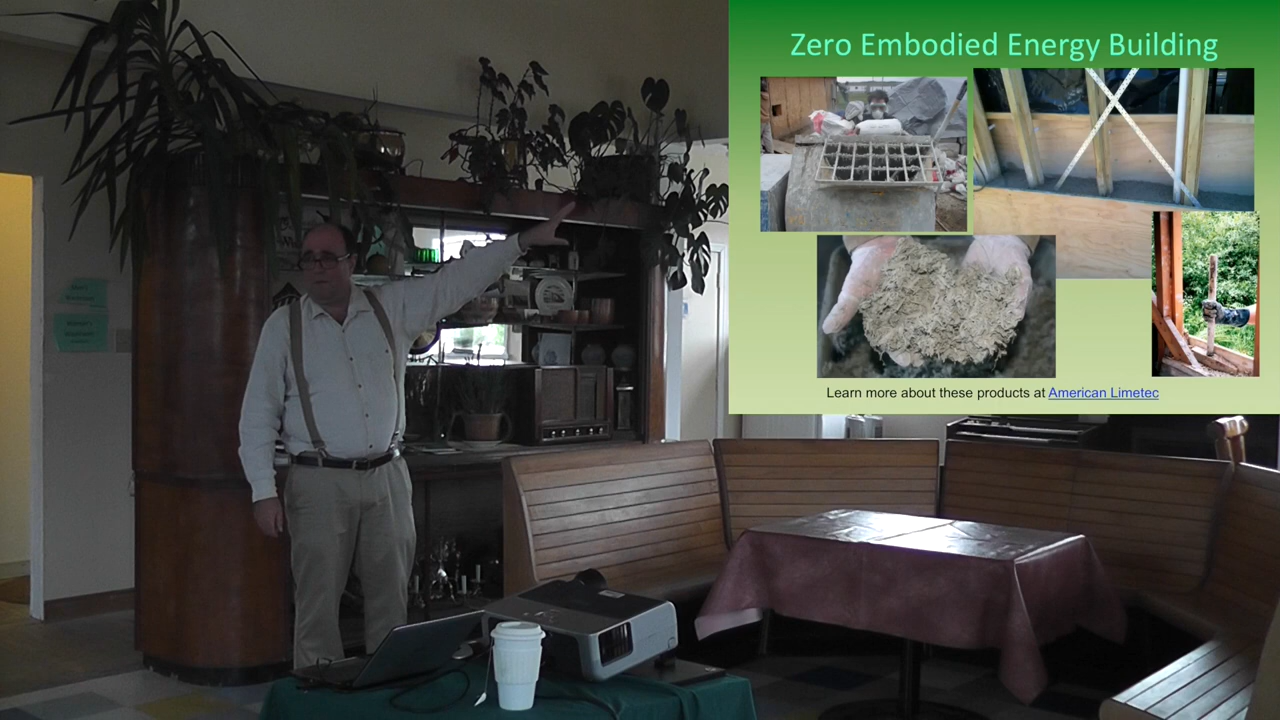 Zero Embodied Energy Building
Learn more about these products at American Limetec